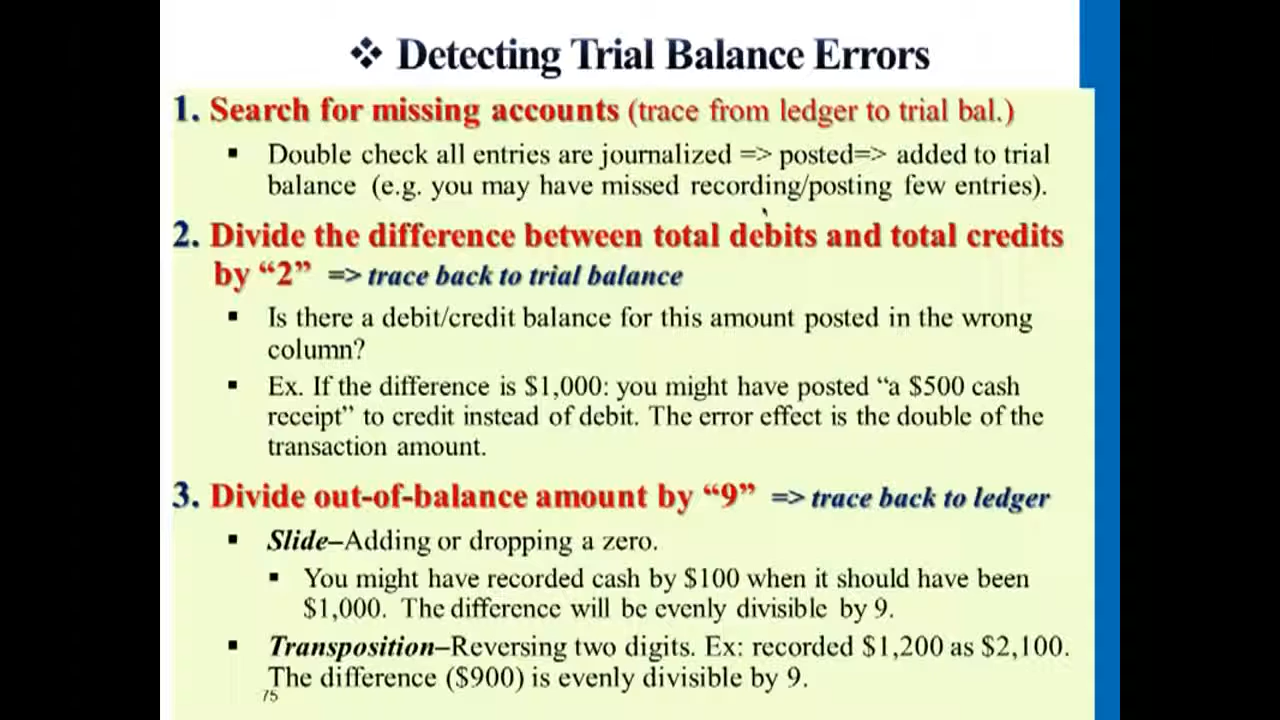 ❖ Detecting Trial Balance Errors
1. Search for missing accounts (trace from ledger to trial bal.)
▪ Double check all entries are journalized => posted=> added to trial
balance (e.g. you may have missed recording/posting few entries).
2. Divide the difference between total debits and total credits
by “2” => trace back to trial balance
▪ Is there a debit/credit balance for this amount posted in the wrong
column?
▪ Ex. If the difference is $1,000: you might have posted “a $500 cash
receipt” to credit instead of debit. The error effect is the double of the
transaction amount.
3. Divide out-of-balance amount by “9” => trace back to ledger
▪ Slide–Adding or dropping a zero.
▪ You might have recorded cash by $100 when it should have been
$1,000. The difference will be evenly divisible by 9.
▪ Transposition–Reversing two digits. Ex: recorded $1,200 as $2,100.
The difference ($900) is evenly divisible by 9.
75